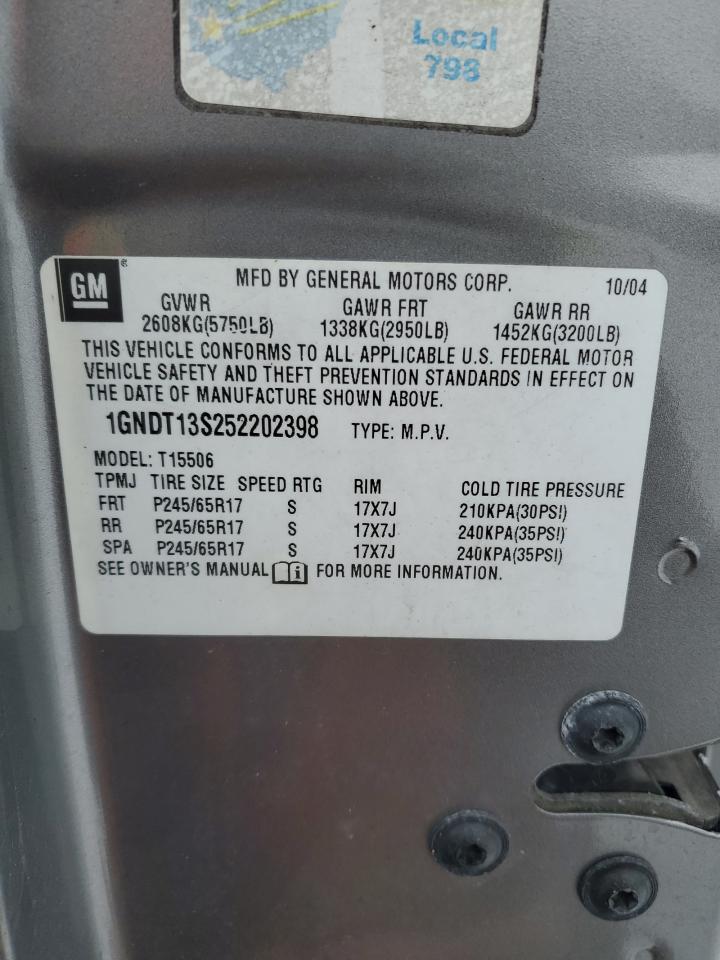 Local
798
GM
MFD BY GENERAL MOTORS CORP. 10/04
GVWR GAWR FRT GAWR RR
2608KG(5750LB) 1338KG(2950LB) 1452KG(3200LB)
THIS VEHICLE CONFORMS TO ALL APPLICABLE U.S. FEDERAL MOTOR
VEHICLE SAFETY AND THEFT PREVENTION STANDARDS IN EFFECT ON
THE DATE OF MANUFACTURE SHOWN ABOVE.
1GNDT13S252202398 TYPE: M.P.V.
MODEL: T15506
TPMJ TIRE SIZE SPEED RTG RIM COLD TIRE PRESSURE
FRT P245/65R17 S 17X7J 210KPA(30PSI)
RR P245/65R17 S 17X7J 240KPA(35PSI)
SPA P245/65R17 S 17X7J 240KPA(35PSI)
SEE OWNER'S MANUAL i FOR MORE INFORMATION.